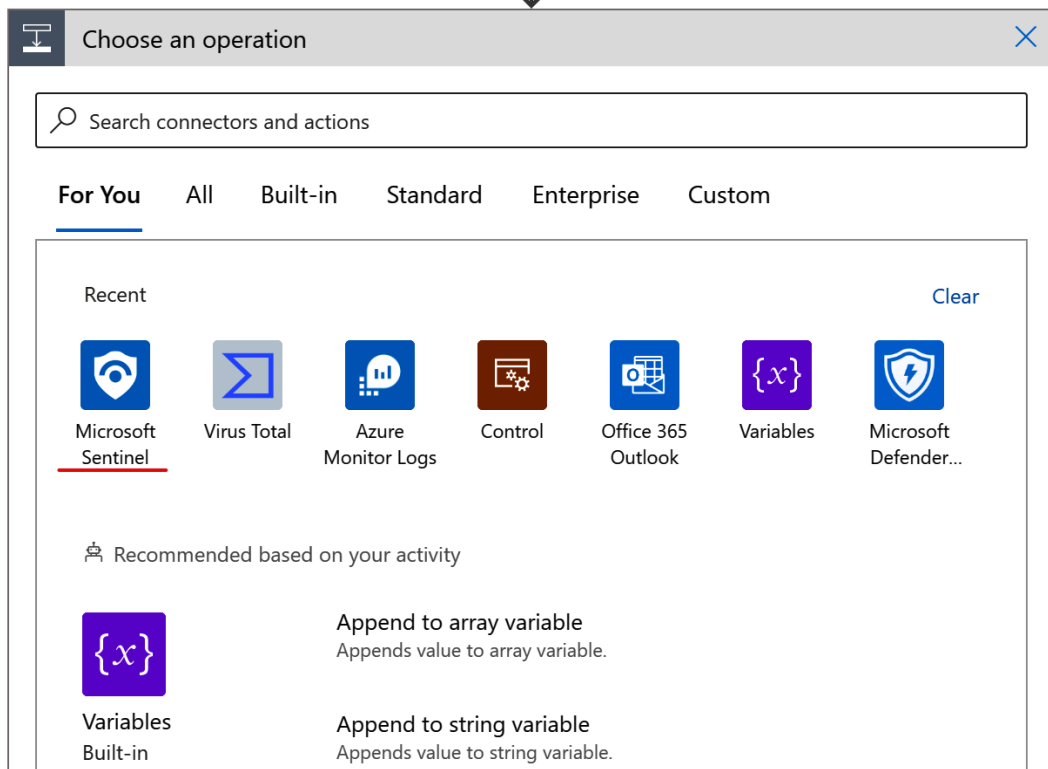 Choose an operation
Search connectors and actions
For You All Built-in Standard Enterprise Custom
Recent Clear
Microsoft Sentinel
Virus Total
Azure Monitor Logs
Control
Office 365 Outlook
Variables
Microsoft Defender...
Recommended based on your activity
{x}
Variables
Built-in
Append to array variable
Appends value to array variable.
Append to string variable
Appends value to string variable.